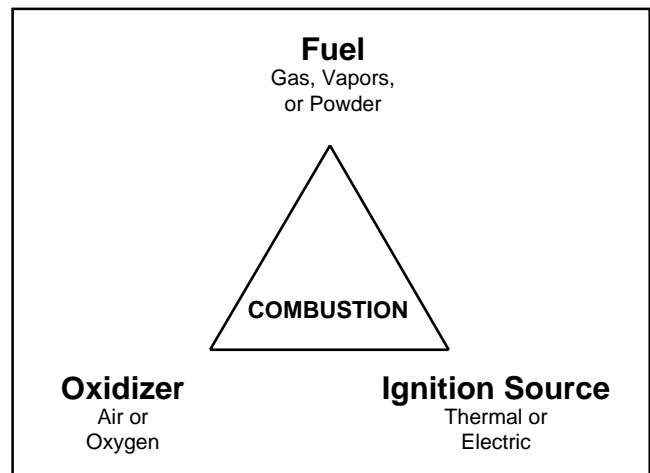 Fuel
Gas, Vapors,
or Powder
COMBUSTION
Oxidizer
Air or
Oxygen
Ignition Source
Thermal or
Electric